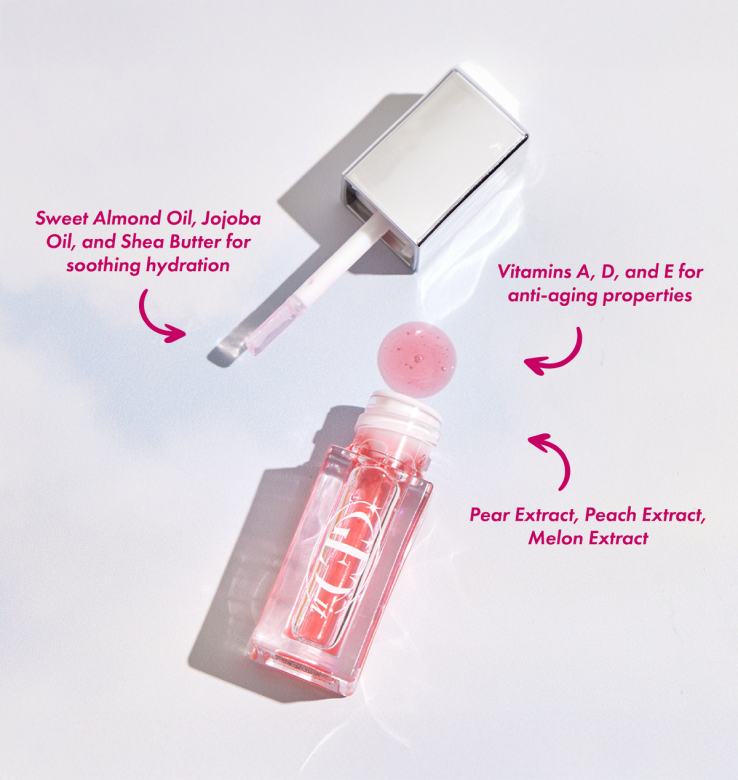 Sweet Almond Oil, Jojoba
Oil, and Shea Butter for
soothing hydration
Vitamins A, D, and E for
anti-aging properties
Pear Extract, Peach Extract,
Melon Extract